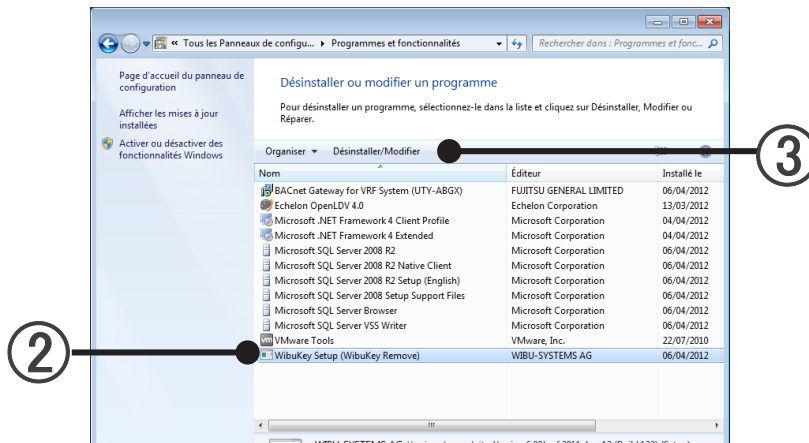 « Tous les Panneaux de configu... ▸ Programmes et fonctionnalités
Rechercher dans : Programmes et fonc...
Page d'accueil du panneau de
configuration
Afficher les mises à jour
installées
Activer ou désactiver des
fonctionnalités Windows
Désinstaller ou modifier un programme
Pour désinstaller un programme, sélectionnez-le dans la liste et cliquez sur Désinstaller, Modifier ou
Réparer.
Organiser ▾ Désinstaller/Modifier
③
Nom Éditeur Installé le
BACnet Gateway for VRF System (UTY-ABGX) FUJITSU GENERAL LIMITED 06/04/2012
Echelon OpenLDV 4.0 Echelon Corporation 13/03/2012
Microsoft .NET Framework 4 Client Profile Microsoft Corporation 04/04/2012
Microsoft .NET Framework 4 Extended Microsoft Corporation 04/04/2012
Microsoft SQL Server 2008 R2 Microsoft Corporation 06/04/2012
Microsoft SQL Server 2008 R2 Native Client Microsoft Corporation 06/04/2012
Microsoft SQL Server 2008 R2 Setup (English) Microsoft Corporation 06/04/2012
Microsoft SQL Server 2008 Setup Support Files Microsoft Corporation 06/04/2012
Microsoft SQL Server Browser Microsoft Corporation 06/04/2012
Microsoft SQL Server VSS Writer Microsoft Corporation 06/04/2012
VMware Tools VMware, Inc. 22/07/2010
②
WibuKey Setup (WibuKey Remove) WIBU-SYSTEMS AG 06/04/2012